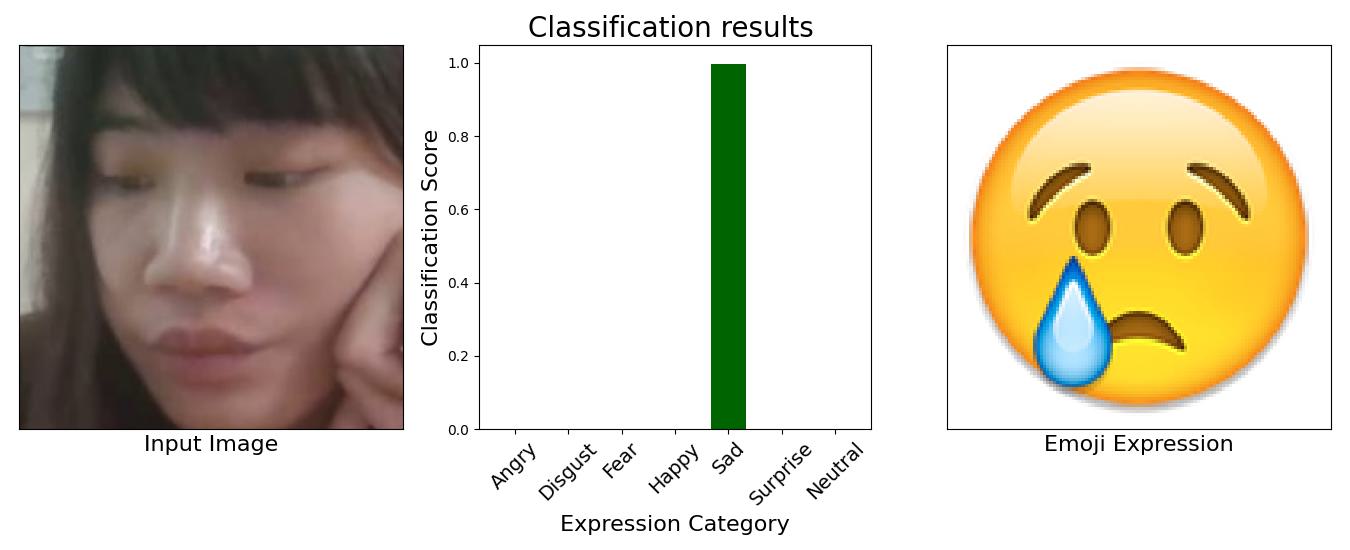 Classification results
Classification Score
1.0
0.8
0.6
0.4
0.2
0.0
Angry
Disgust
Fear
Happy
Sad
Surprise
Neutral
Expression Category
Input Image
Emoji Expression